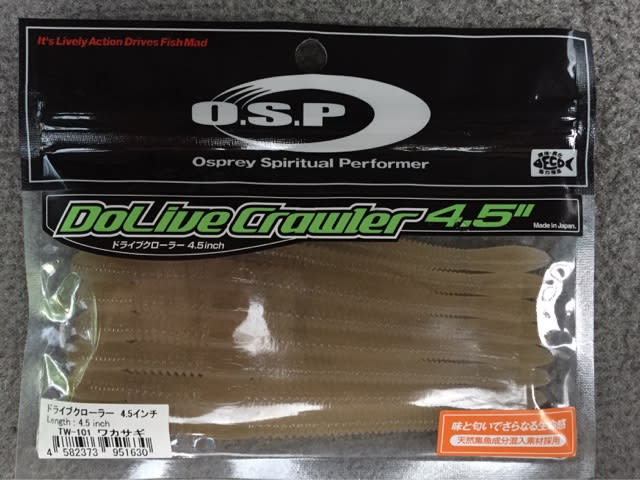 It's Lively Action Drives Fish Mad
O.S.P
Osprey Spiritual Performer
FECO
DoLive Crawler 4.5"
ドライブクローラー 4.5inch
Made in Japan.
ドライブクローラー 4.5インチ
Length : 4.5 inch
TW-101 ワカサギ
4 582373 951630
味と匂いでさらなる生命感
天然集魚成分混入素材採用